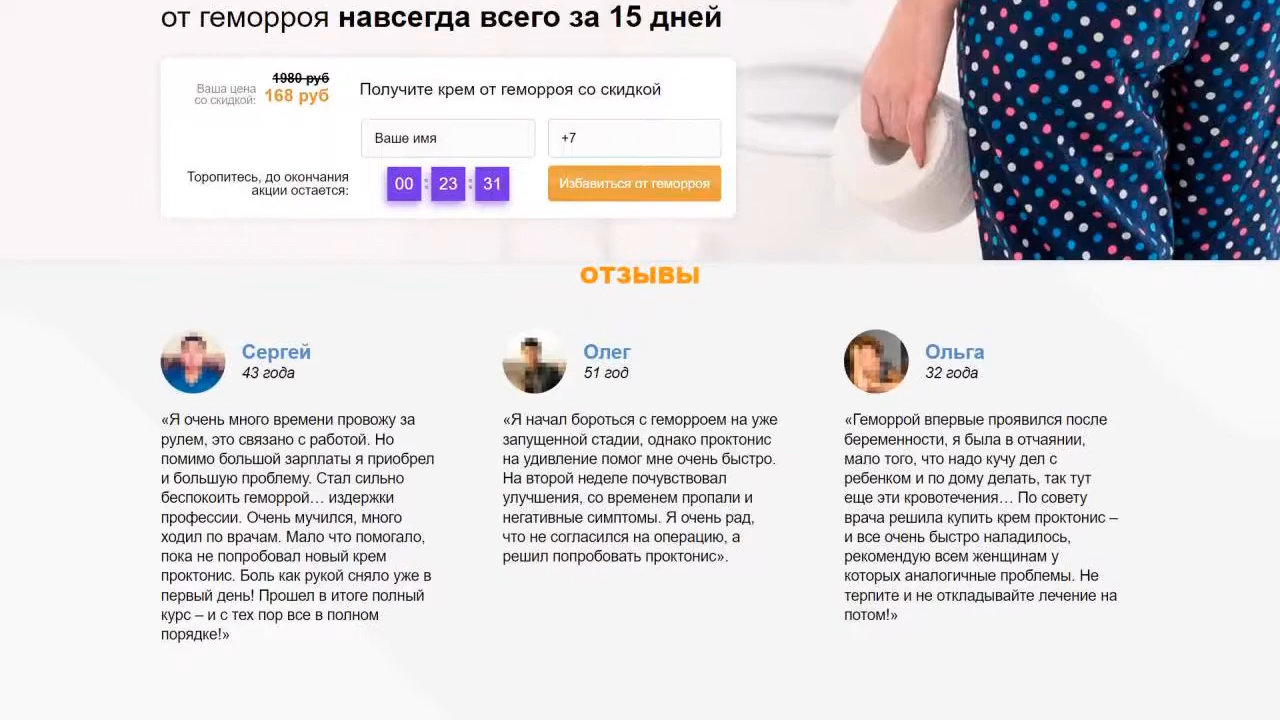 от геморроя навсегда всего за 15 дней
1980 руб
Ваша цена
со скидкой: 168 руб
Получите крем от геморроя со скидкой
Ваше имя
+7
Торопитесь, до окончания
акции остается:
00 : 23 : 31
Избавиться от геморроя
ОТЗЫВЫ
Сергей
43 года
«Я очень много времени провожу за
рулем, это связано с работой. Но
помимо большой зарплаты я приобрел
и большую проблему. Стал сильно
беспокоить геморрой… издержки
профессии. Очень мучился, много
ходил по врачам. Мало что помогало,
пока не попробовал новый крем
проктонис. Боль как рукой сняло уже в
первый день! Прошел в итоге полный
курс – и с тех пор все в полном
порядке!»
Олег
51 год
«Я начал бороться с геморроем на уже
запущенной стадии, однако проктонис
на удивление помог мне очень быстро.
На второй неделе почувствовал
улучшения, со временем пропали и
негативные симптомы. Я очень рад,
что не согласился на операцию, а
решил попробовать проктонис».
Ольга
32 года
«Геморрой впервые проявился после
беременности, я была в отчаянии,
мало того, что надо кучу дел с
ребенком и по дому делать, так тут
еще эти кровотечения… По совету
врача решила купить крем проктонис –
и все очень быстро наладилось,
рекомендую всем женщинам у
которых аналогичные проблемы. Не
терпите и не откладывайте лечение на
потом!»